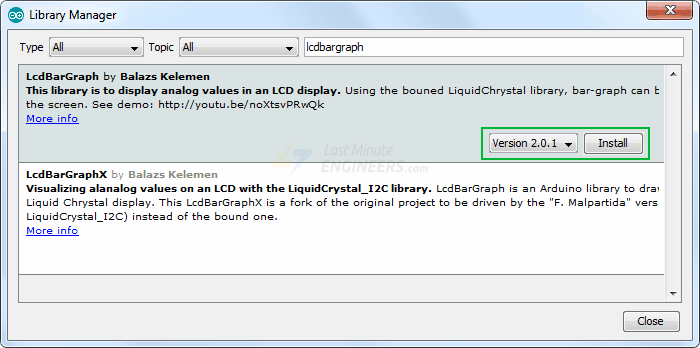 Library Manager
Type All Topic All lcdbargraph
LcdBarGraph by Balazs Kelemen
This library is to display analog values in an LCD display. Using the bouned LiquidChrystal library, bar-graph can b
the screen. See demo: http://youtu.be/noXtsvPRwQk
More info
Version 2.0.1 Install
Last Minute
ENGINEERS.com
LcdBarGraphX by Balazs Kelemen
Visualizing alanalog values on an LCD with the LiquidCrystal_I2C library. LcdBarGraph is an Arduino library to drav
Liquid Chrystal display. This LcdBarGraphX is a fork of the original project to be driven by the "F. Malpartida" vers
LiquidCrystal_I2C) instead of the bound one.
More info
Close